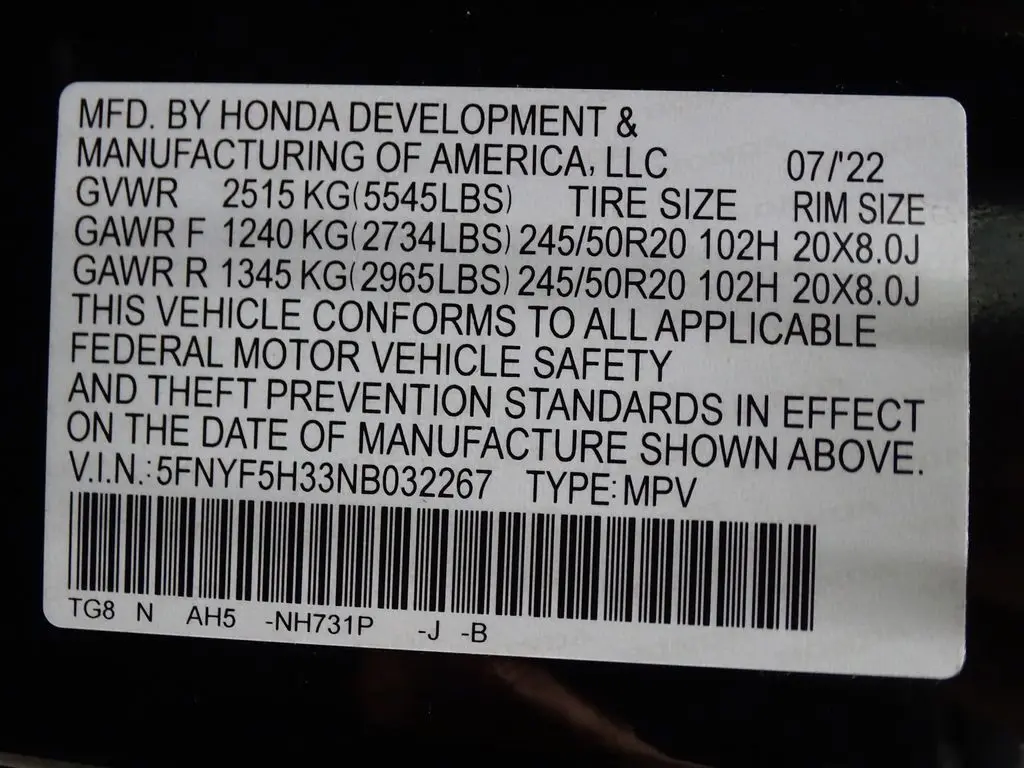 MFD. BY HONDA DEVELOPMENT &
MANUFACTURING OF AMERICA, LLC 07/'22
GVWR 2515 KG(5545LBS) TIRE SIZE RIM SIZE
GAWR F 1240 KG(2734LBS) 245/50R20 102H 20X8.0J
GAWR R 1345 KG(2965LBS) 245/50R20 102H 20X8.0J
THIS VEHICLE CONFORMS TO ALL APPLICABLE
FEDERAL MOTOR VEHICLE SAFETY
AND THEFT PREVENTION STANDARDS IN EFFECT
ON THE DATE OF MANUFACTURE SHOWN ABOVE.
V.I.N.: 5FNYF5H33NB032267 TYPE: MPV
TG8 N AH5 -NH731P -J -B